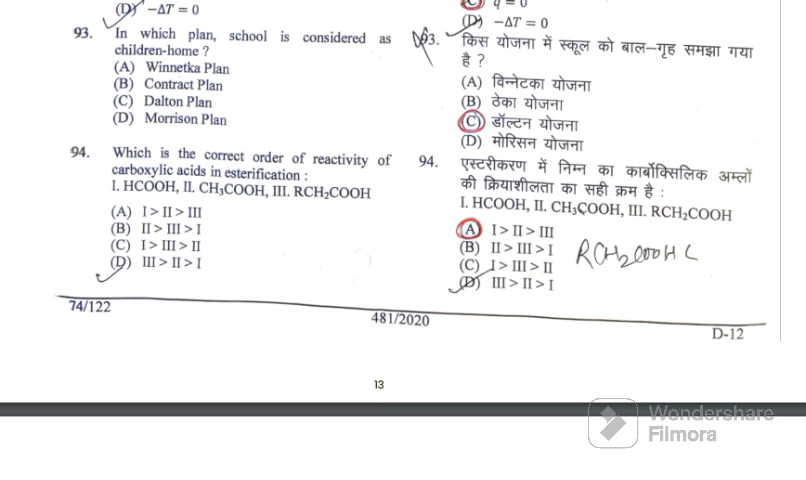 (D) –ΔT = 0
93. In which plan, school is considered as
children-home ?
(A) Winnetka Plan
(B) Contract Plan
(C) Dalton Plan
(D) Morrison Plan
94. Which is the correct order of reactivity of
carboxylic acids in esterification :
I. HCOOH, II. CH₃COOH, III. RCH₂COOH
(A) I > II > III
(B) II > III > I
(C) I > III > II
(D) III > II > I
(C) q = 0
(D) –ΔT = 0
93. किस योजना में स्कूल को बाल–गृह समझा गया
है ?
(A) विन्नेटका योजना
(B) ठेका योजना
(C) डॉल्टन योजना
(D) मोरिसन योजना
94. एस्टरीकरण में निम्न का कार्बोक्सिलिक अम्लों
की क्रियाशीलता का सही क्रम है :
I. HCOOH, II. CH₃COOH, III. RCH₂COOH
(A) I > II > III
(B) II > III > I
(C) I > III > II
(D) III > II > I
RCH₂COOH <
74/122
481/2020
D-12
13
Wondershare
Filmora